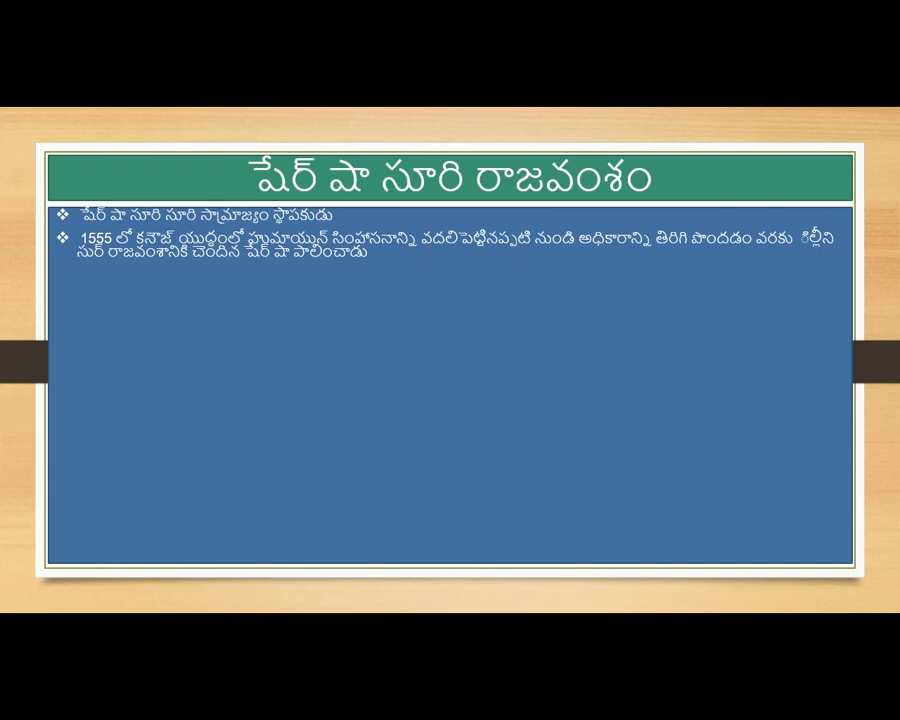 షేర్ షా సూరి రాజవంశం
❖ షేర్ షా సూరి సూరి సామ్రాజ్యం స్థాపకుడు
❖ 1555 లో కనౌజ్ యుద్ధంలో హుమాయున్ సింహాసనాన్ని వదలిపెట్టినప్పటి నుండి అధికారాన్ని తిరిగి పొందడం వరకు ిల్లీని
సుర్ రాజవంశానికి చెందిన షేర్ షా పాలించాడు